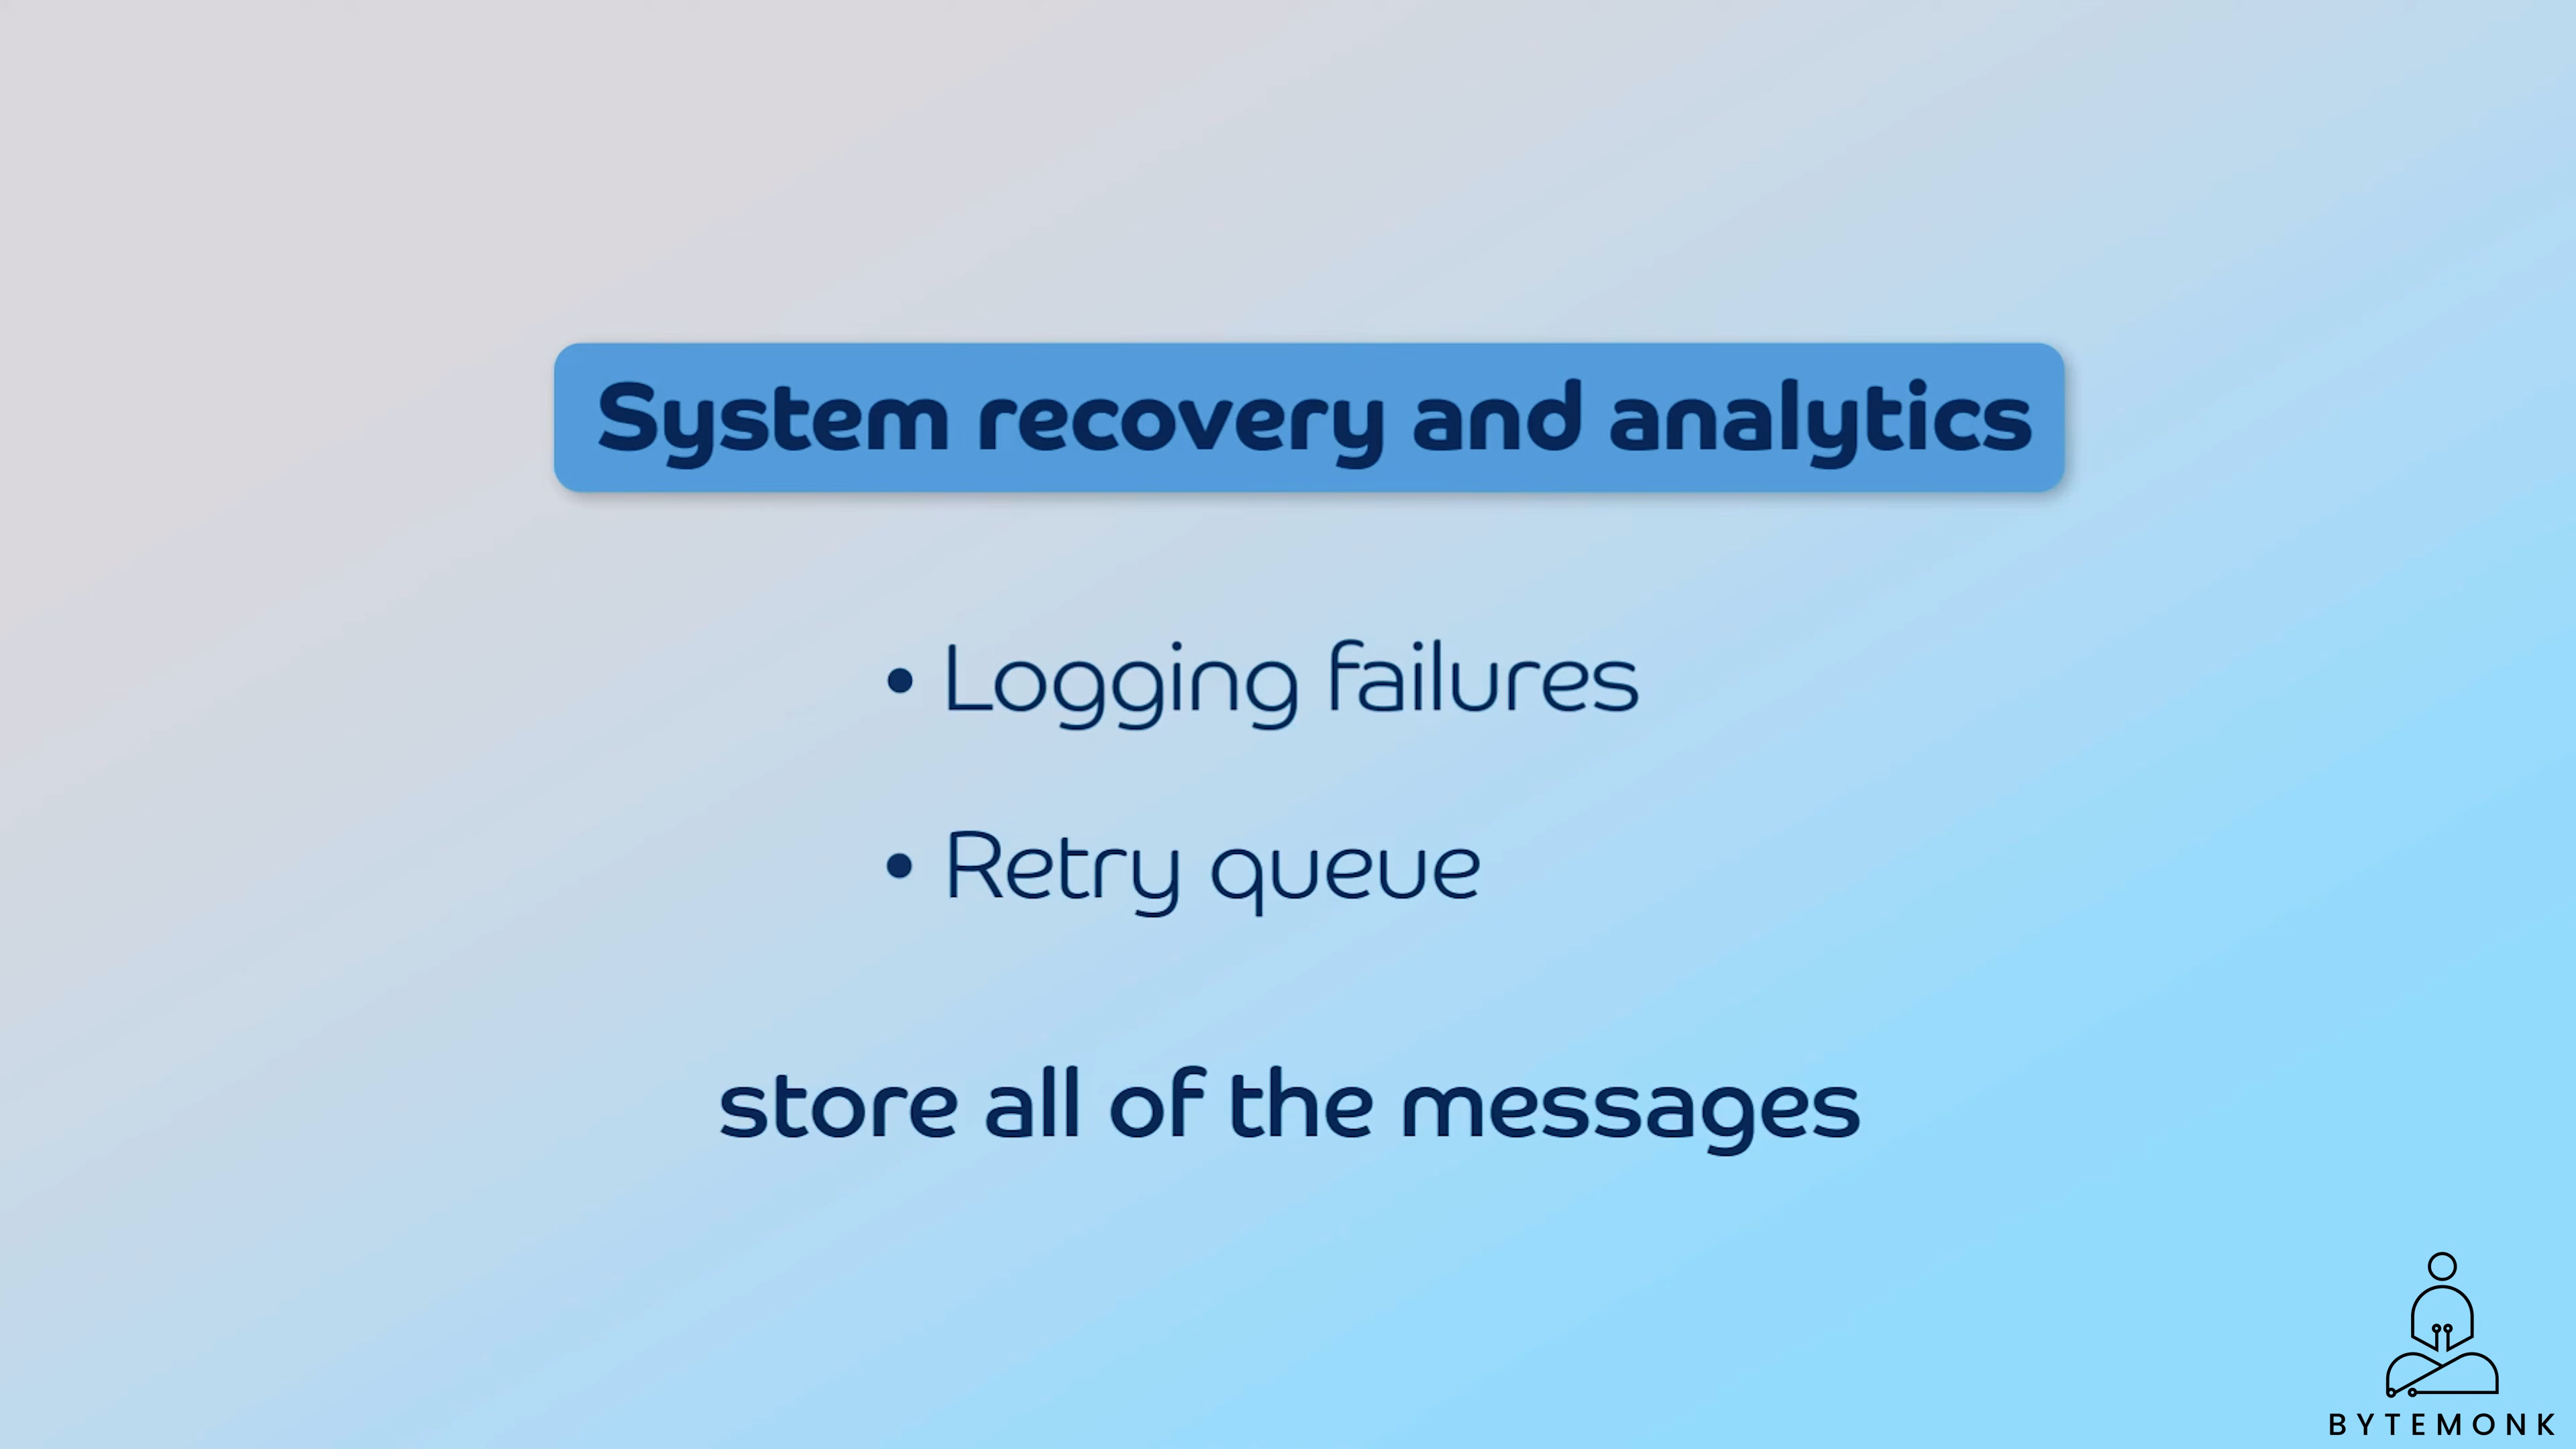 System recovery and analytics
• Logging failures
• Retry queue
store all of the messages
BYTEMONK